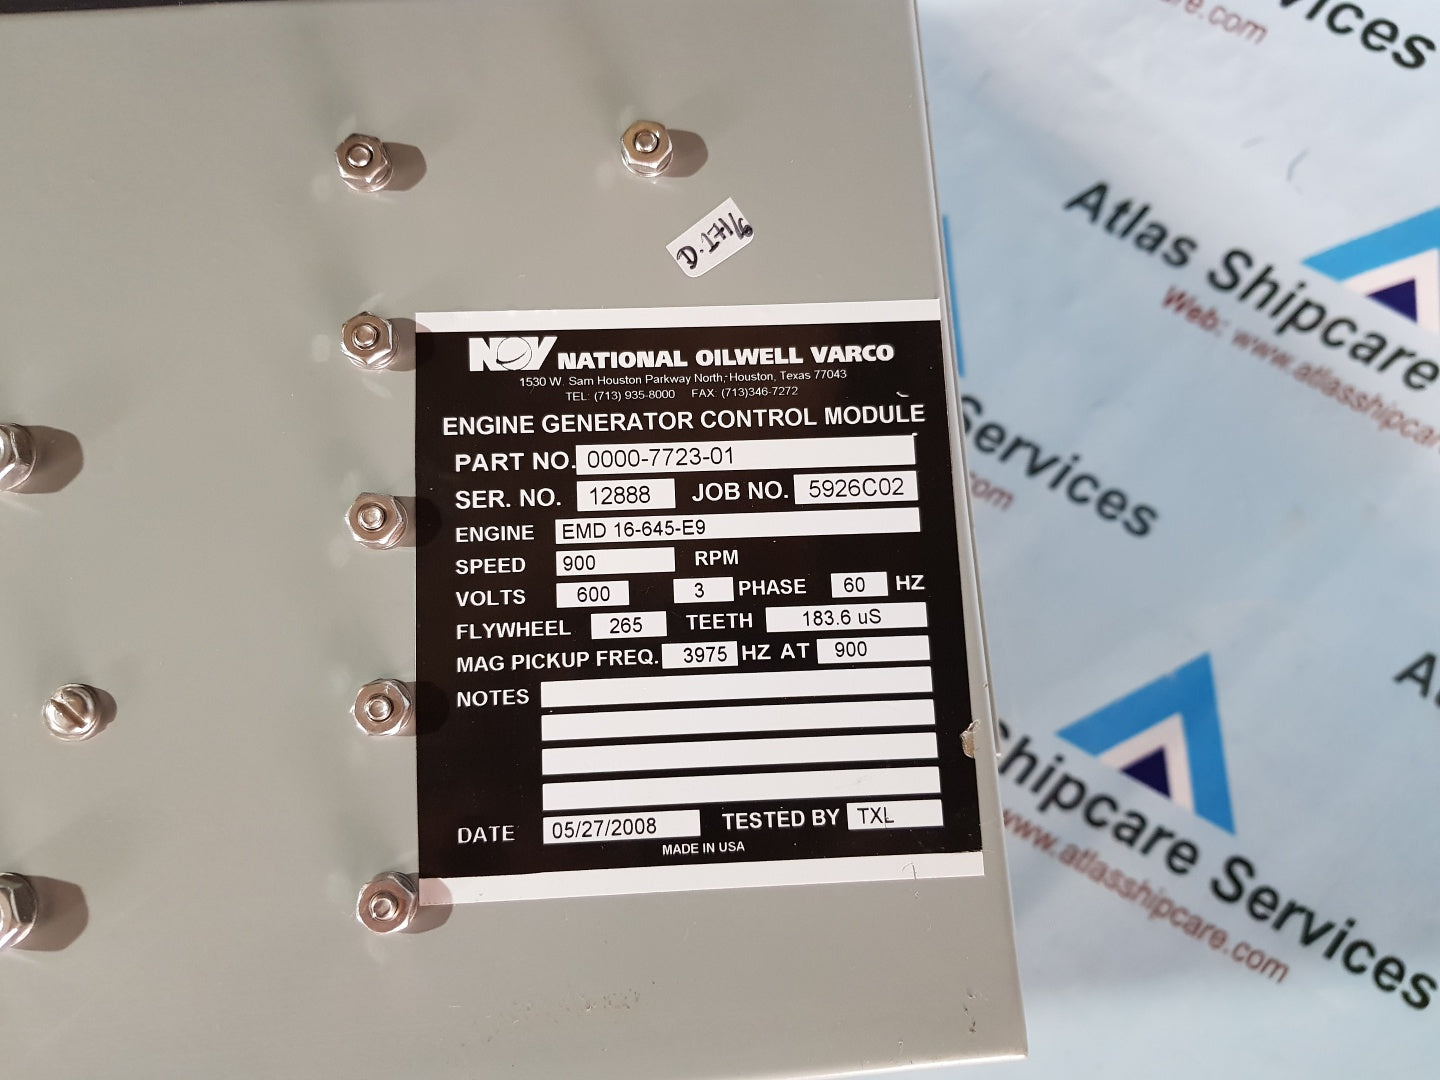 NOV NATIONAL OILWELL VARCO
1530 W. Sam Houston Parkway North, Houston, Texas 77043
TEL: (713) 935-8000 FAX: (713)346-7272
ENGINE GENERATOR CONTROL MODULE
PART NO. 0000-7723-01
SER. NO. 12888 JOB NO. 5926C02
ENGINE EMD 16-645-E9
SPEED 900 RPM
VOLTS 600 3 PHASE 60 HZ
FLYWHEEL 265 TEETH 183.6 uS
MAG PICKUP FREQ. 3975 HZ AT 900
NOTES
DATE 05/27/2008 TESTED BY TXL
MADE IN USA
Atlas Shipcare
Web: www.atlasshipcar
Services
.com
Shipcare Services
www.atlasshipcare.com